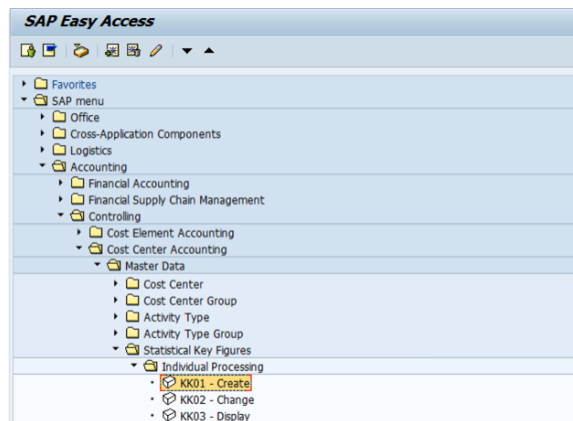 SAP Easy Access
Favorites
SAP menu
Office
Cross-Application Components
Logistics
Accounting
Financial Accounting
Financial Supply Chain Management
Controlling
Cost Element Accounting
Cost Center Accounting
Master Data
Cost Center
Cost Center Group
Activity Type
Activity Type Group
Statistical Key Figures
Individual Processing
KK01 - Create
KK02 - Change
KK03 - Display